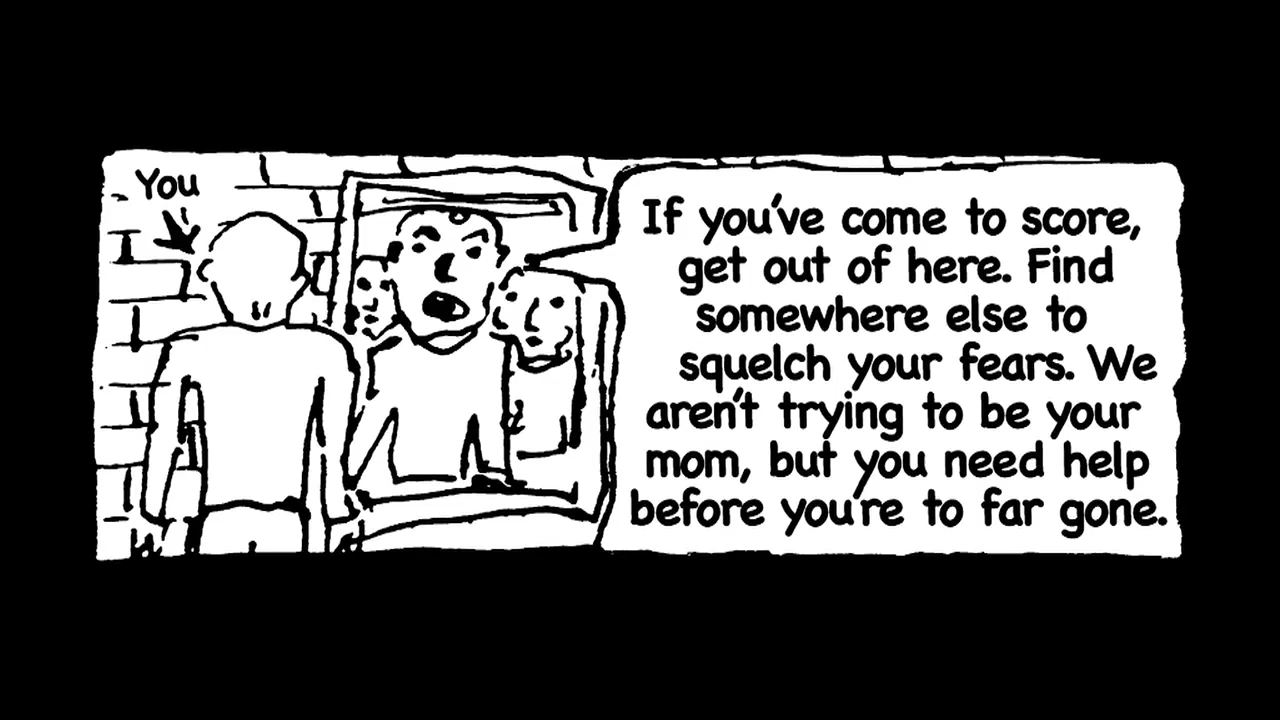 You
If you've come to score,
get out of here. Find
somewhere else to
squelch your fears. We
aren't trying to be your
mom, but you need help
before you're to far gone.